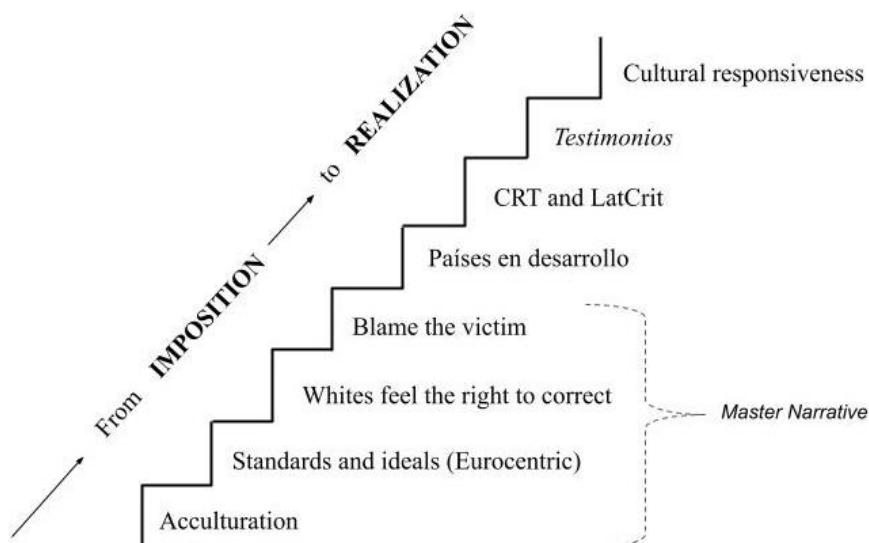 Cultural responsiveness
Testimonios
CRT and LatCrit
Países en desarrollo
Blame the victim
Whites feel the right to correct
Standards and ideals (Eurocentric)
Acculturation
Master Narrative
From IMPOSITION to REALIZATION